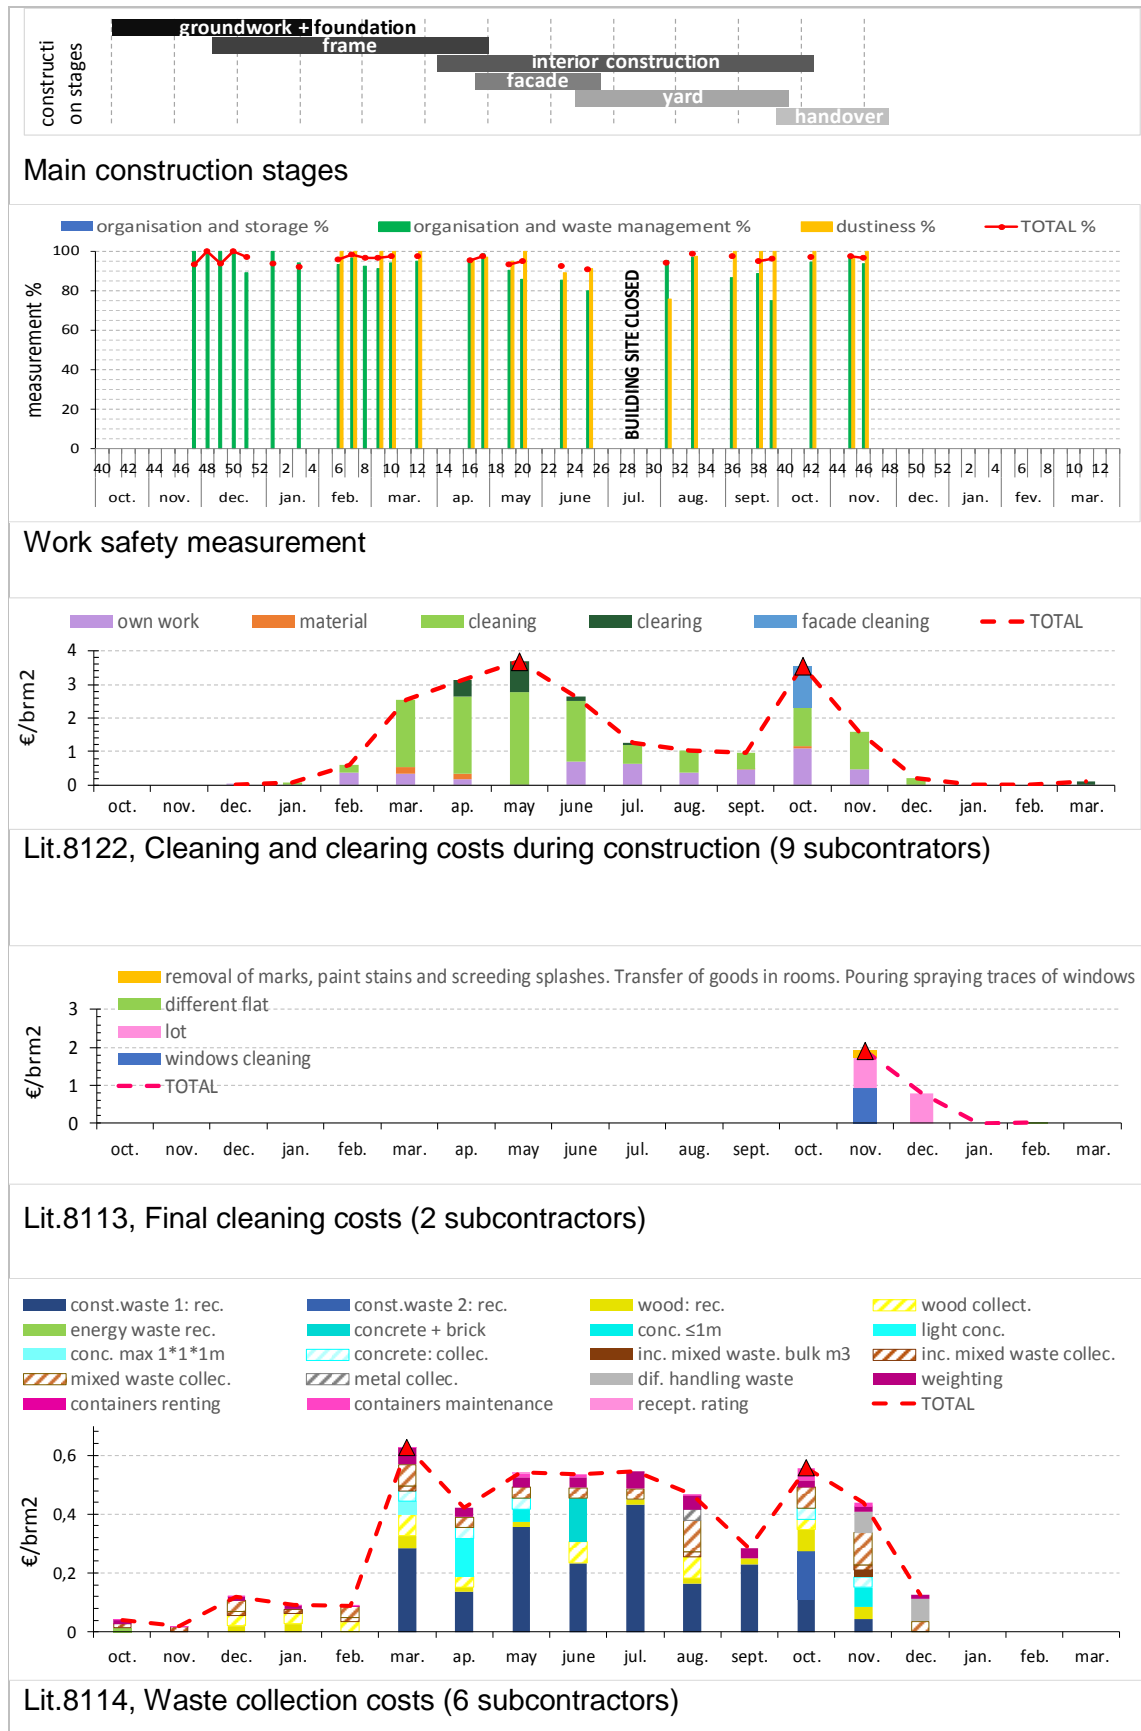 constructi
on stages
groundwork + foundation
frame
interior construction
facade
yard
handover
Main construction stages
organisation and storage % organisation and waste management % dustiness % TOTAL %
measurement %
100
80
60
40
20
0
BUILDING SITE CLOSED
40 42 44 46 48 50 52 2 4 6 8 10 12 14 16 18 20 22 24 26 28 30 32 34 36 38 40 42 44 46 48 50 52 2 4 6 8 10 12
oct. nov. dec. jan. feb. mar. ap. may june jul. aug. sept. oct. nov. dec. jan. fev. mar.
Work safety measurement
own work material cleaning clearing facade cleaning TOTAL
€/brm2
4
3
2
1
0
oct. nov. dec. jan. feb. mar. ap. may june jul. aug. sept. oct. nov. dec. jan. feb. mar.
Lit.8122, Cleaning and clearing costs during construction (9 subcontrators)
removal of marks, paint stains and screeding splashes. Transfer of goods in rooms. Pouring spraying traces of windows
different flat
lot
windows cleaning
TOTAL
€/brm2
3
2
1
0
oct. nov. dec. jan. feb. mar. ap. may june jul. aug. sept. oct. nov. dec. jan. feb. mar.
Lit.8113, Final cleaning costs (2 subcontractors)
const.waste 1: rec. const.waste 2: rec. wood: rec. wood collect.
energy waste rec. concrete + brick conc. ≤1m light conc.
conc. max 1*1*1m concrete: collec. inc. mixed waste. bulk m3 inc. mixed waste collec.
mixed waste collec. metal collec. dif. handling waste weighting
containers renting containers maintenance recept. rating TOTAL
€/brm2
0,6
0,4
0,2
0
oct. nov. dec. jan. feb. mar. ap. may june jul. aug. sept. oct. nov. dec. jan. feb. mar.
Lit.8114, Waste collection costs (6 subcontractors)